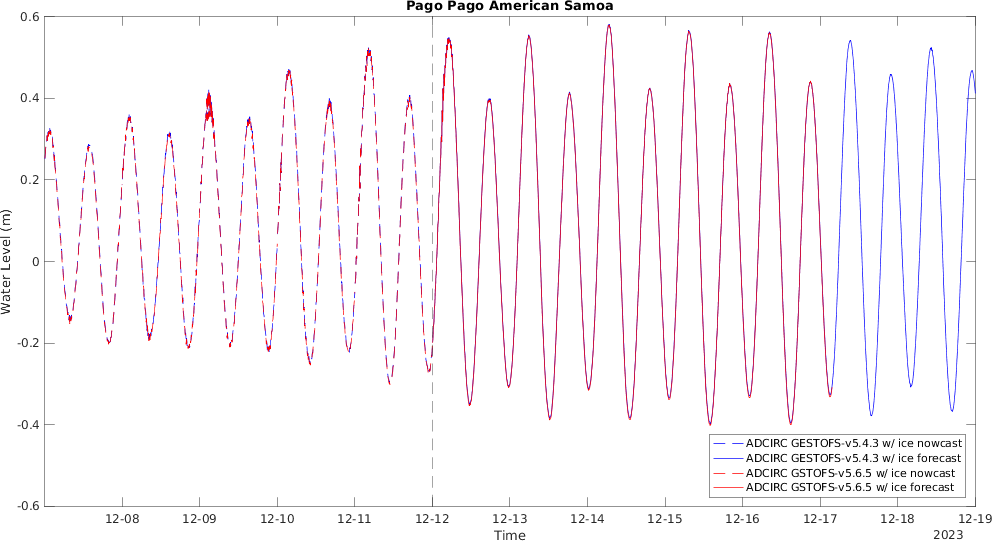 Pago Pago American Samoa
0.6
0.4
0.2
0
-0.2
-0.4
-0.6
Water Level (m)
ADCIRC GESTOFS-v5.4.3 w/ ice nowcast
ADCIRC GESTOFS-v5.4.3 w/ ice forecast
ADCIRC GSTOFS-v5.6.5 w/ ice nowcast
ADCIRC GSTOFS-v5.6.5 w/ ice forecast
12-08 12-09 12-10 12-11 12-12 12-13 12-14 12-15 12-16 12-17 12-18 12-19
Time
2023